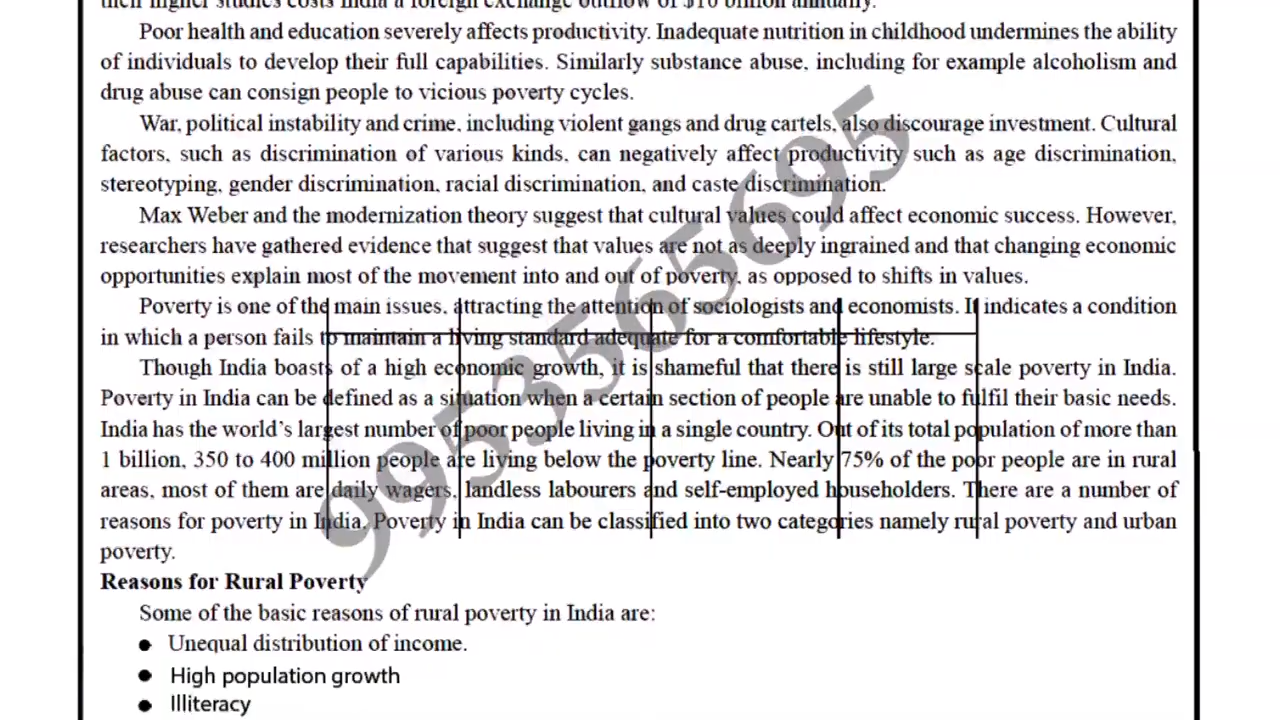 their higher studies costs India a foreign exchange outflow of $10 billion annually.
Poor health and education severely affects productivity. Inadequate nutrition in childhood undermines the ability
of individuals to develop their full capabilities. Similarly substance abuse, including for example alcoholism and
drug abuse can consign people to vicious poverty cycles.
War, political instability and crime, including violent gangs and drug cartels, also discourage investment. Cultural
factors, such as discrimination of various kinds, can negatively affect productivity such as age discrimination,
stereotyping, gender discrimination, racial discrimination, and caste discrimination.
Max Weber and the modernization theory suggest that cultural values could affect economic success. However,
researchers have gathered evidence that suggest that values are not as deeply ingrained and that changing economic
opportunities explain most of the movement into and out of poverty, as opposed to shifts in values.
Poverty is one of the main issues, attracting the attention of sociologists and economists. It indicates a condition
in which a person fails to maintain a living standard adequate for a comfortable lifestyle.
Though India boasts of a high economic growth, it is shameful that there is still large scale poverty in India.
Poverty in India can be defined as a situation when a certain section of people are unable to fulfil their basic needs.
India has the world's largest number of poor people living in a single country. Out of its total population of more than
1 billion, 350 to 400 million people are living below the poverty line. Nearly 75% of the poor people are in rural
areas, most of them are daily wagers, landless labourers and self-employed householders. There are a number of
reasons for poverty in India. Poverty in India can be classified into two categories namely rural poverty and urban
poverty.
Reasons for Rural Poverty
Some of the basic reasons of rural poverty in India are:
● Unequal distribution of income.
● High population growth
● Illiteracy
9953565695